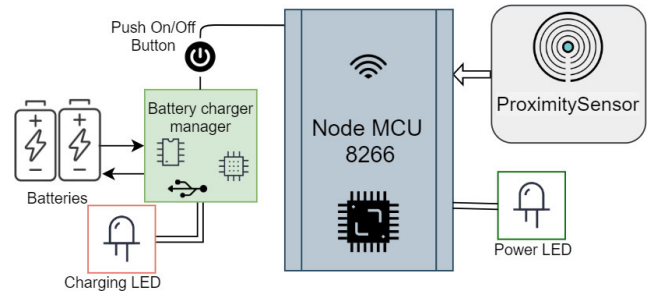 Push On/Off
Button
Battery charger
manager
Batteries
Charging LED
Node MCU
8266
ProximitySensor
Power LED